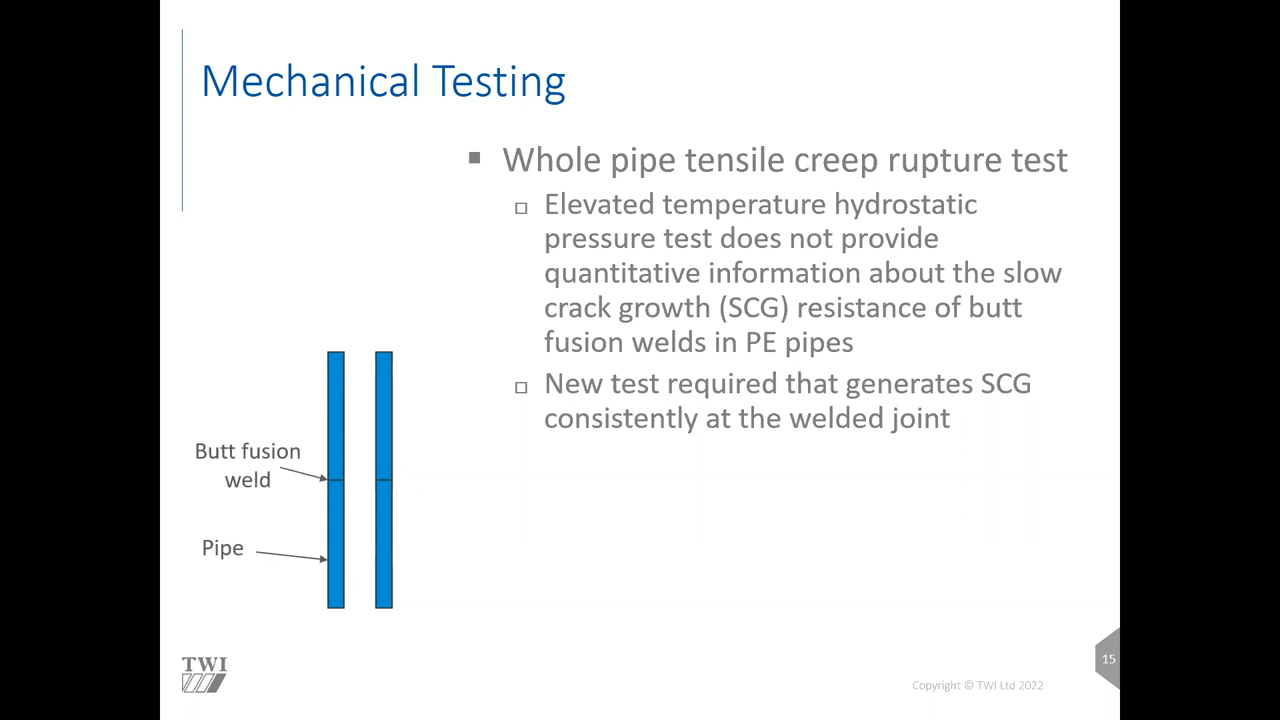 Mechanical Testing
Whole pipe tensile creep rupture test
Elevated temperature hydrostatic
pressure test does not provide
quantitative information about the slow
crack growth (SCG) resistance of butt
fusion welds in PE pipes
New test required that generates SCG
consistently at the welded joint
Butt fusion
weld
Pipe
TWI
Copyright © TWI Ltd 2022
15